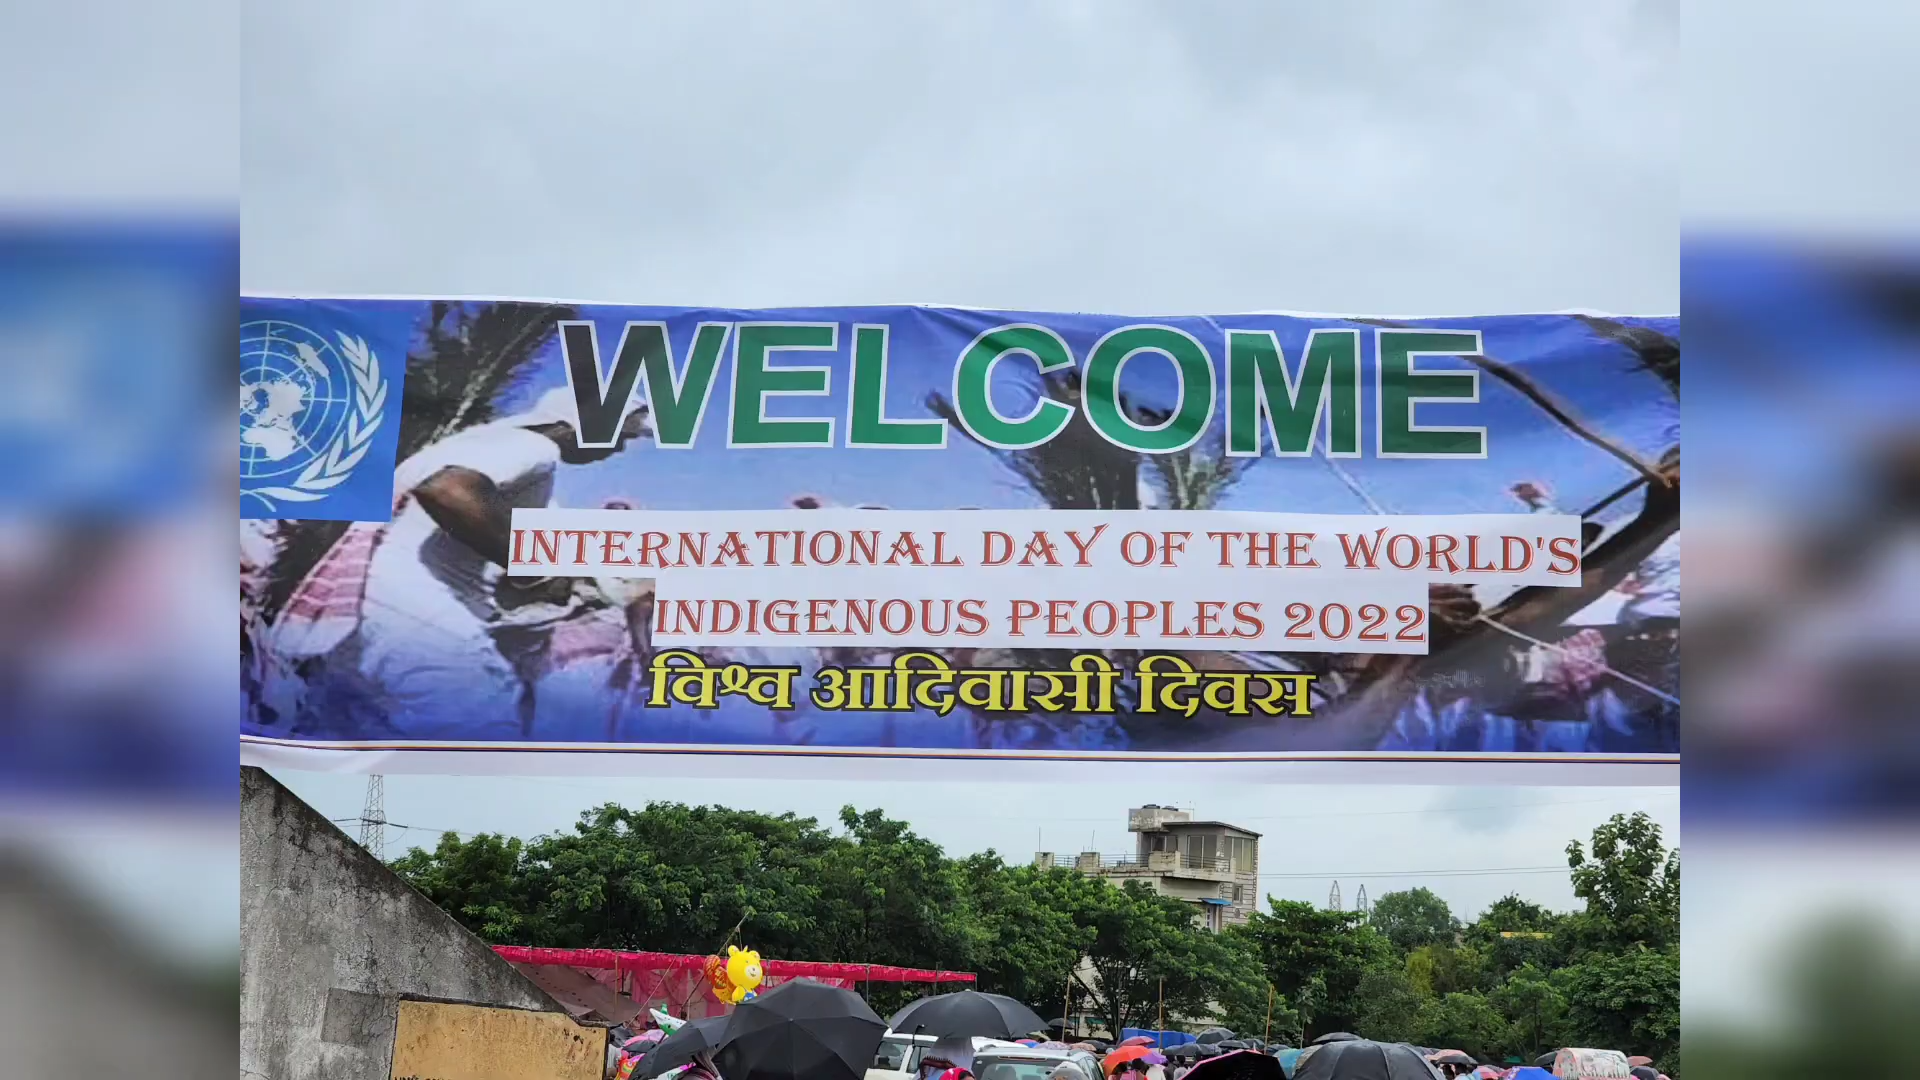 WELCOME
INTERNATIONAL DAY OF THE WORLD'S
INDIGENOUS PEOPLES 2022
विश्व आदिवासी दिवस